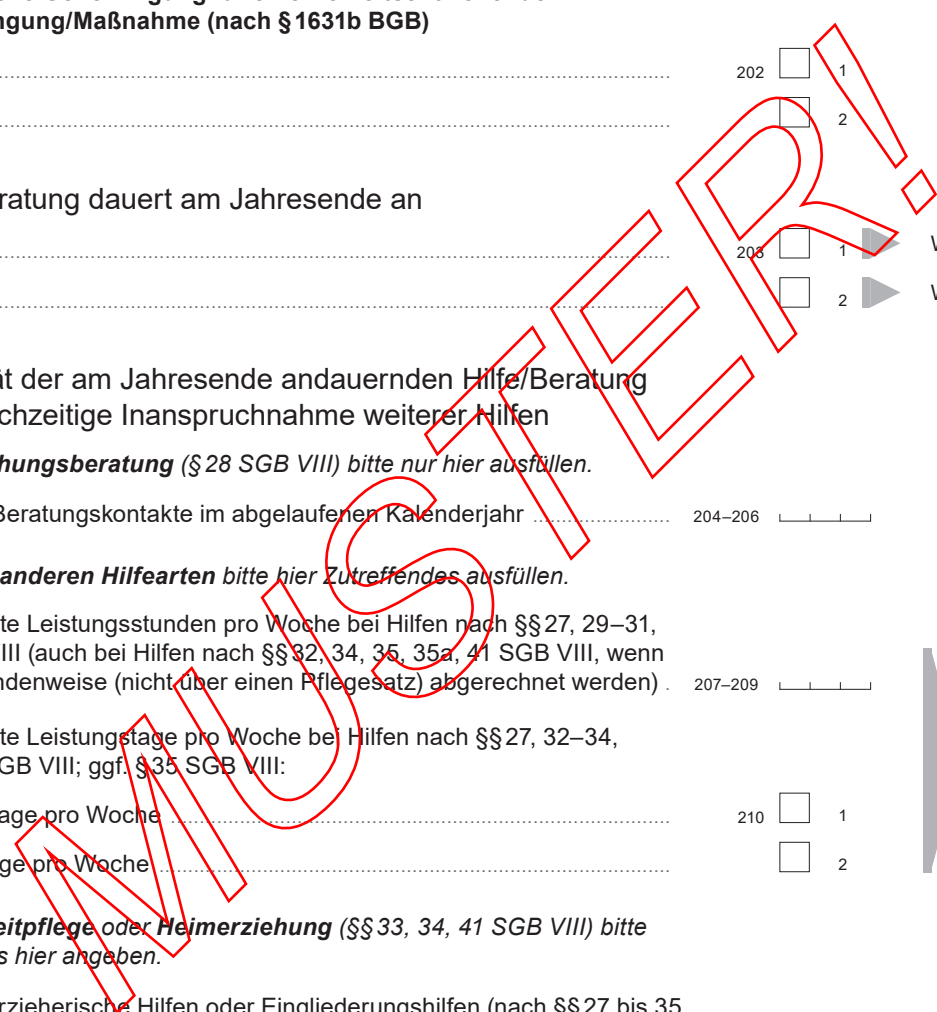 ngung/Maßnahme (nach § 1631b BGB)
202 1
2
ratung dauert am Jahresende an
203 1 W
2 W
ät der am Jahresende andauernden Hilfe/Beratung
chzeitige Inanspruchnahme weiterer Hilfen
hungsberatung (§ 28 SGB VIII) bitte nur hier ausfüllen.
Beratungskontakte im abgelaufenen Kalenderjahr 204–206
anderen Hilfearten bitte hier Zutreffendes ausfüllen.
te Leistungsstunden pro Woche bei Hilfen nach §§ 27, 29–31,
III (auch bei Hilfen nach §§ 32, 34, 35, 35a, 41 SGB VIII, wenn
ndenweise (nicht über einen Pflegesatz) abgerechnet werden) . 207–209
te Leistungstage pro Woche bei Hilfen nach §§ 27, 32–34,
GB VIII; ggf. § 35 SGB VIII:
age pro Woche 210 1
ge pro Woche 2
eitpflege oder Heimerziehung (§§ 33, 34, 41 SGB VIII) bitte
s hier angeben.
rzieherische Hilfen oder Eingliederungshilfen (nach §§ 27 bis 35
MUSTER!